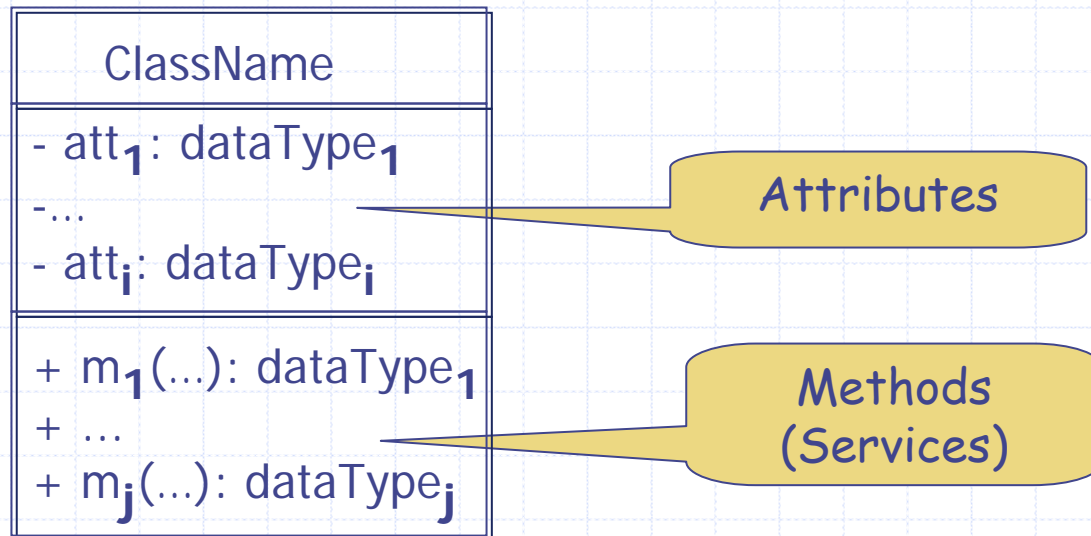 ClassName
- att₁: dataType₁
-...
- attᵢ: dataTypeᵢ
Attributes
+ m₁(...): dataType₁
+ ...
+ mⱼ(...): dataTypeⱼ
Methods
(Services)